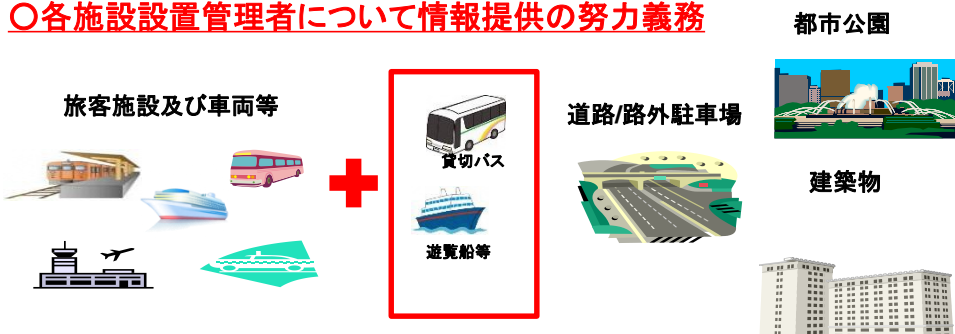 〇各施設設置管理者について情報提供の努力義務
都市公園
旅客施設及び車両等
道路/路外駐車場
貸切バス
建築物
遊覧船等